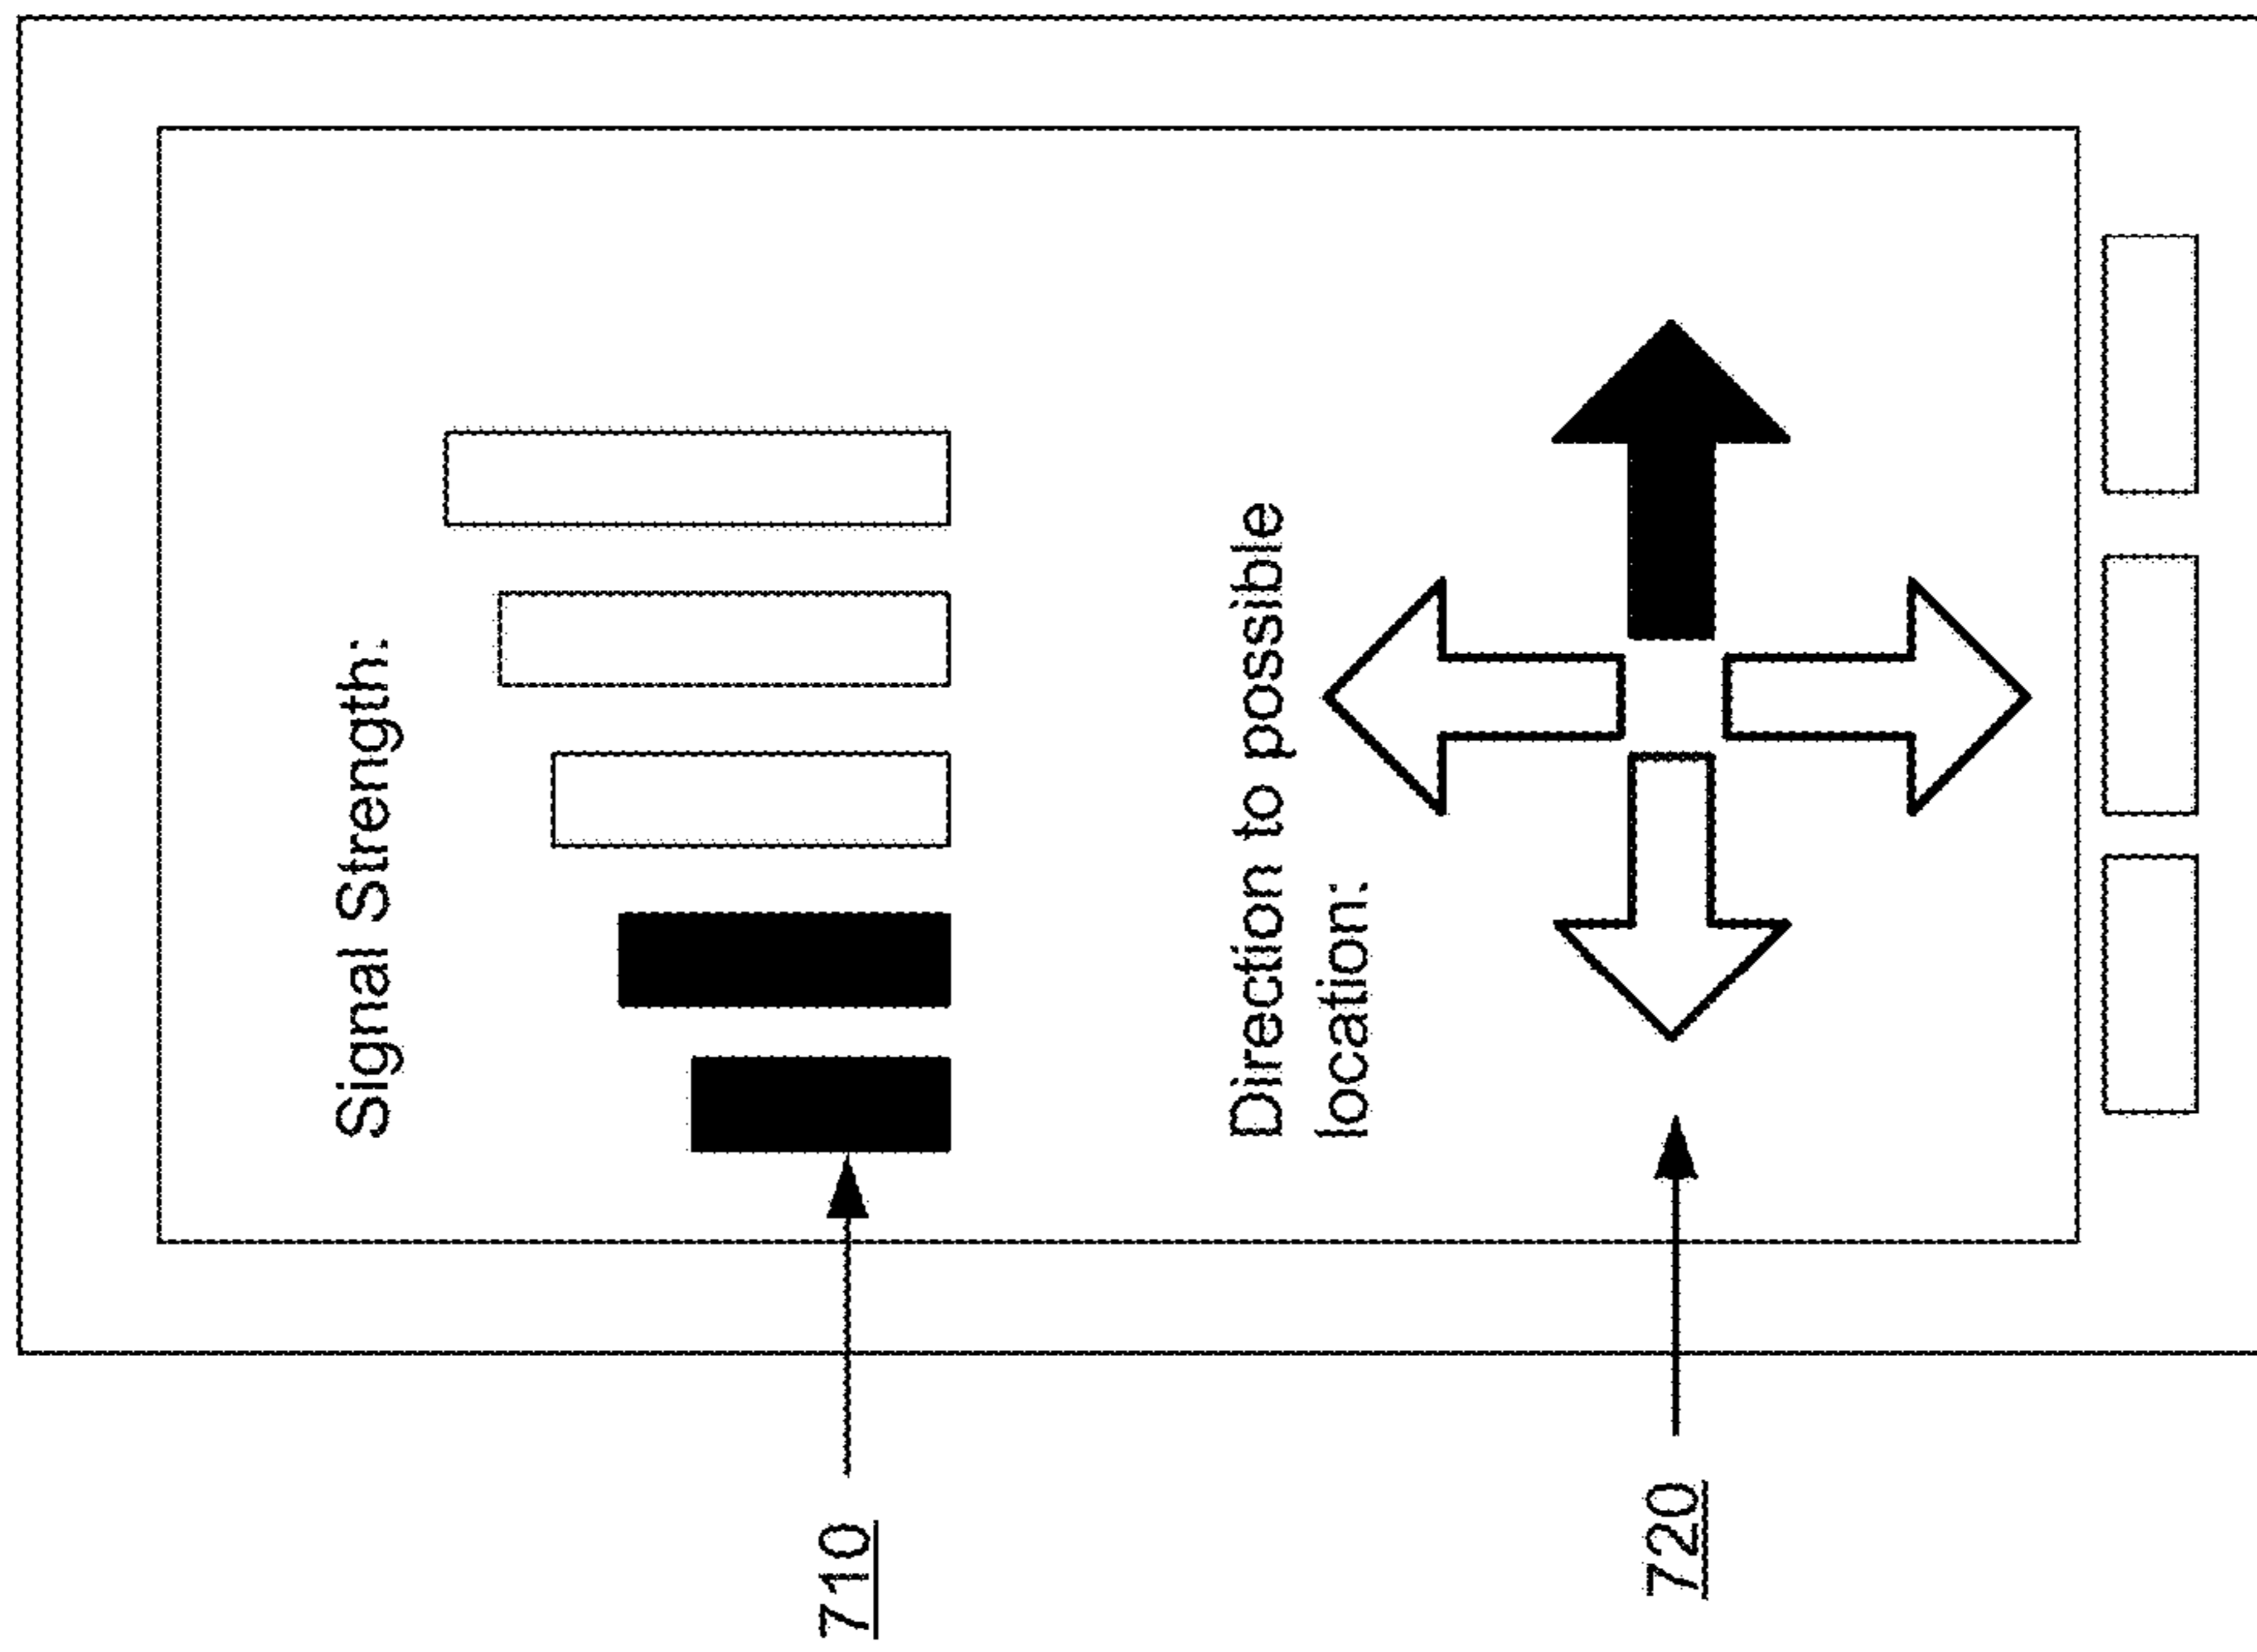 Signal Strength:
710
Direction to possible
location:
720